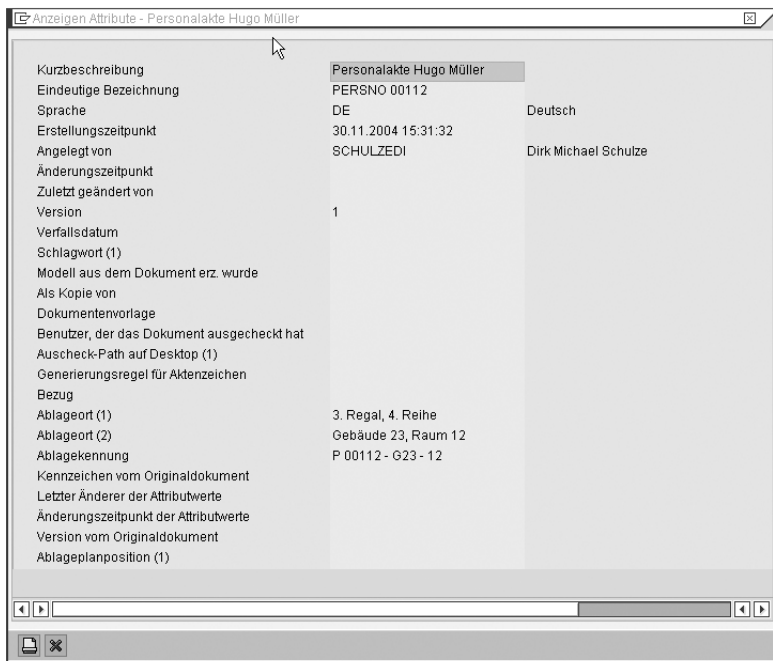 Anzeigen Attribute - Personalakte Hugo Müller
Kurzbeschreibung Personalakte Hugo Müller
Eindeutige Bezeichnung PERSNO 00112
Sprache DE Deutsch
Erstellungszeitpunkt 30.11.2004 15:31:32
Angelegt von SCHULZEDI Dirk Michael Schulze
Änderungszeitpunkt
Zuletzt geändert von
Version 1
Verfallsdatum
Schlagwort (1)
Modell aus dem Dokument erz. wurde
Als Kopie von
Dokumentenvorlage
Benutzer, der das Dokument ausgecheckt hat
Auscheck-Path auf Desktop (1)
Generierungsregel für Aktenzeichen
Bezug
Ablageort (1) 3. Regal, 4. Reihe
Ablageort (2) Gebäude 23, Raum 12
Ablagekennung P 00112 - G23 - 12
Kennzeichen vom Originaldokument
Letzter Änderer der Attributwerte
Änderungszeitpunkt der Attributwerte
Version vom Originaldokument
Ablageplanposition (1)